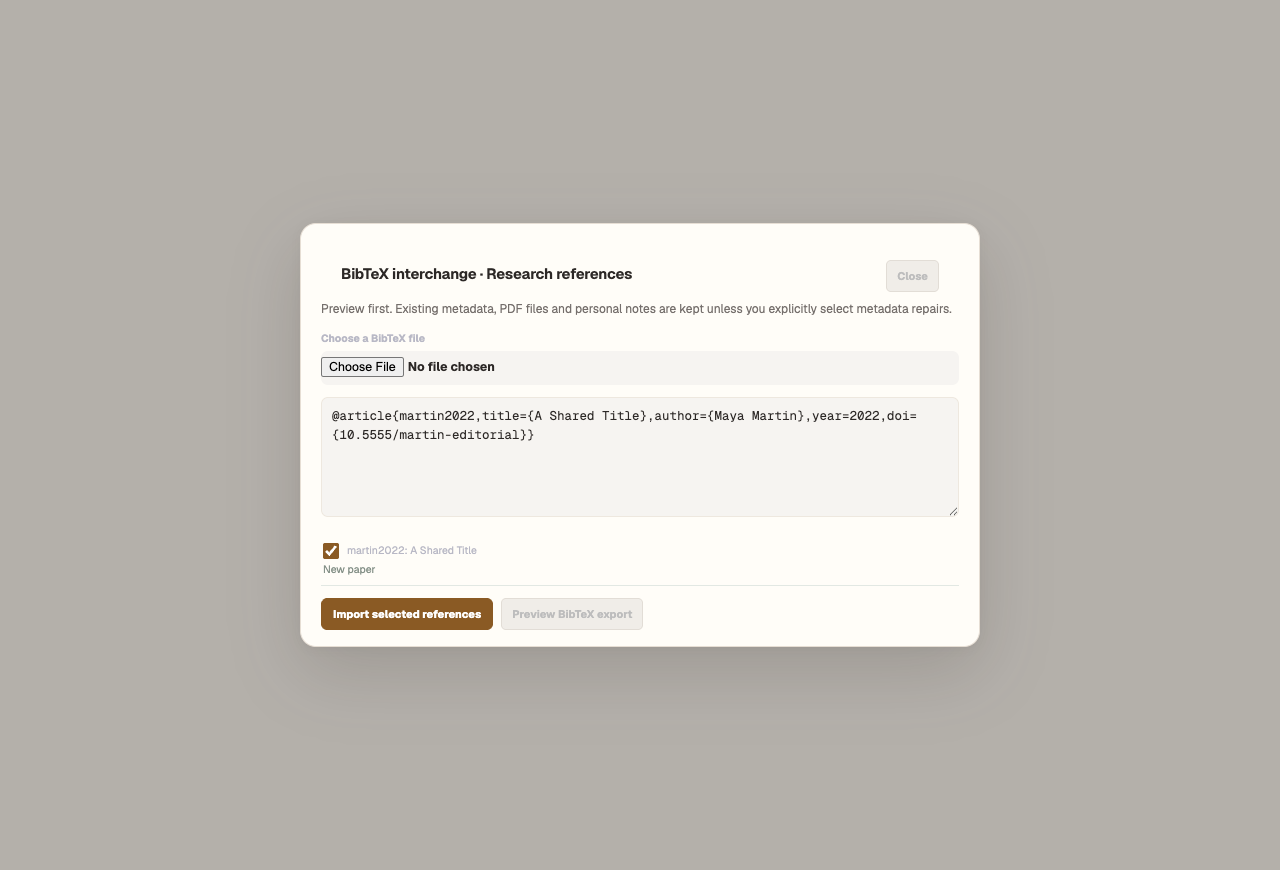 BibTeX interchange · Research references
Close
Preview first. Existing metadata, PDF files and personal notes are kept unless you explicitly select metadata repairs.
Choose a BibTeX file
Choose File No file chosen
@article{martin2022,title={A Shared Title},author={Maya Martin},year=2022,doi=
{10.5555/martin-editorial}}
martin2022: A Shared Title
New paper
Import selected references
Preview BibTeX export